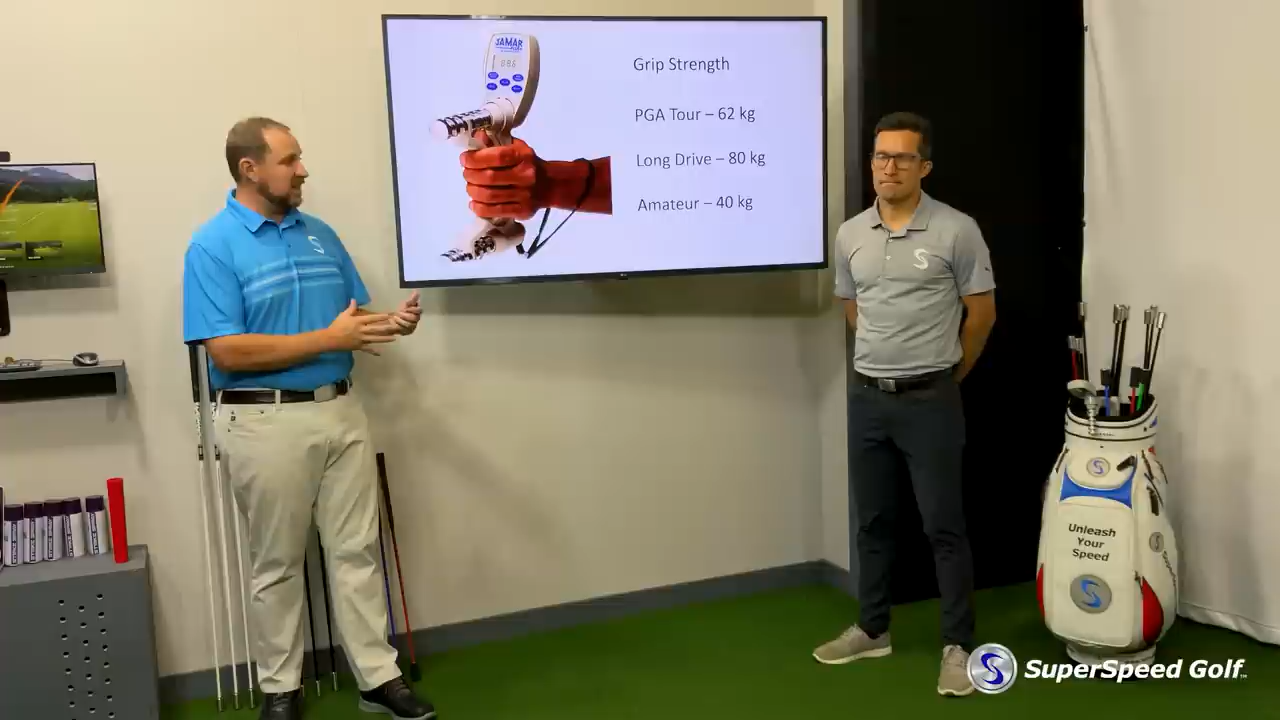 JAMAR
Grip Strength
PGA Tour – 62 kg
Long Drive – 80 kg
Amateur – 40 kg
Unleash
Your
Speed
SuperSpeed Golf